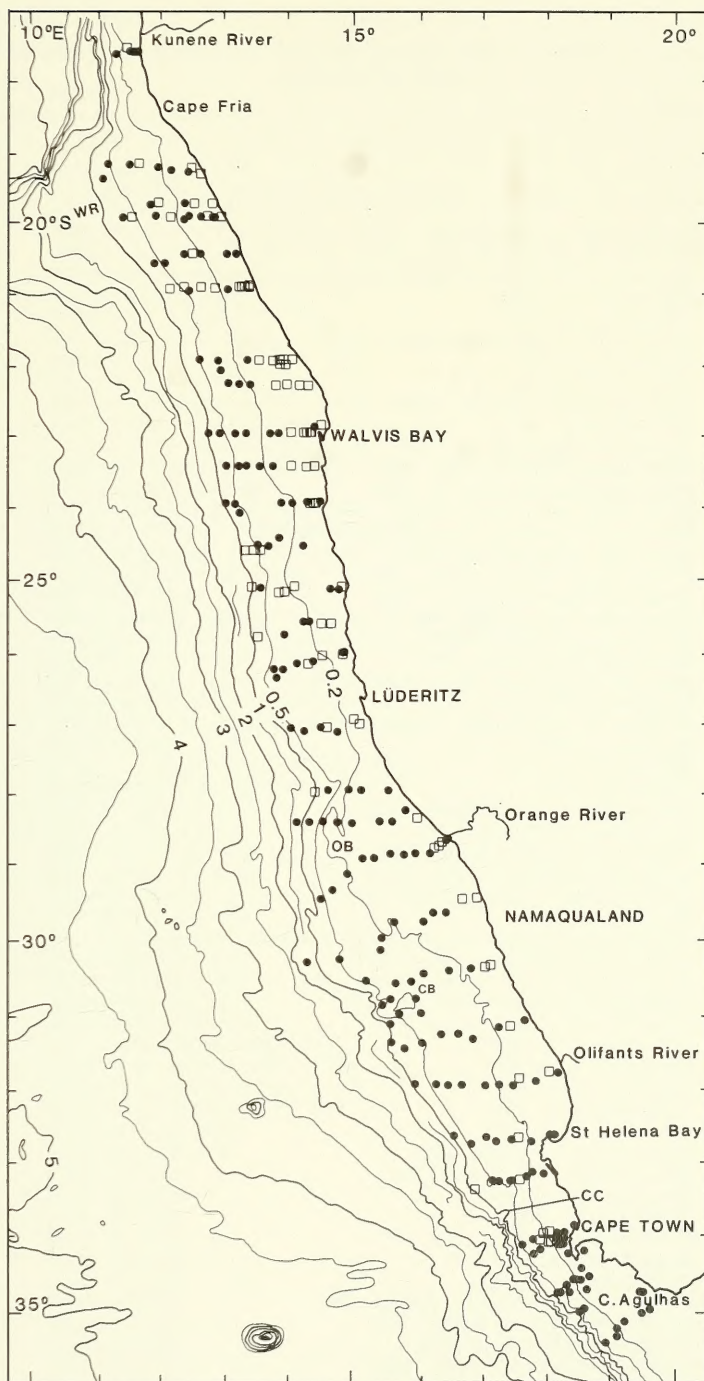 10°E
15°
20°
Kunene River
Cape Fria
20°S
WR
WALVIS BAY
25°
0.2
LÜDERITZ
0.5
1
2
3
4
Orange River
OB
NAMAQUALAND
30°
CB
Olifants River
St Helena Bay
5
CC
CAPE TOWN
C.Agulhas
35°